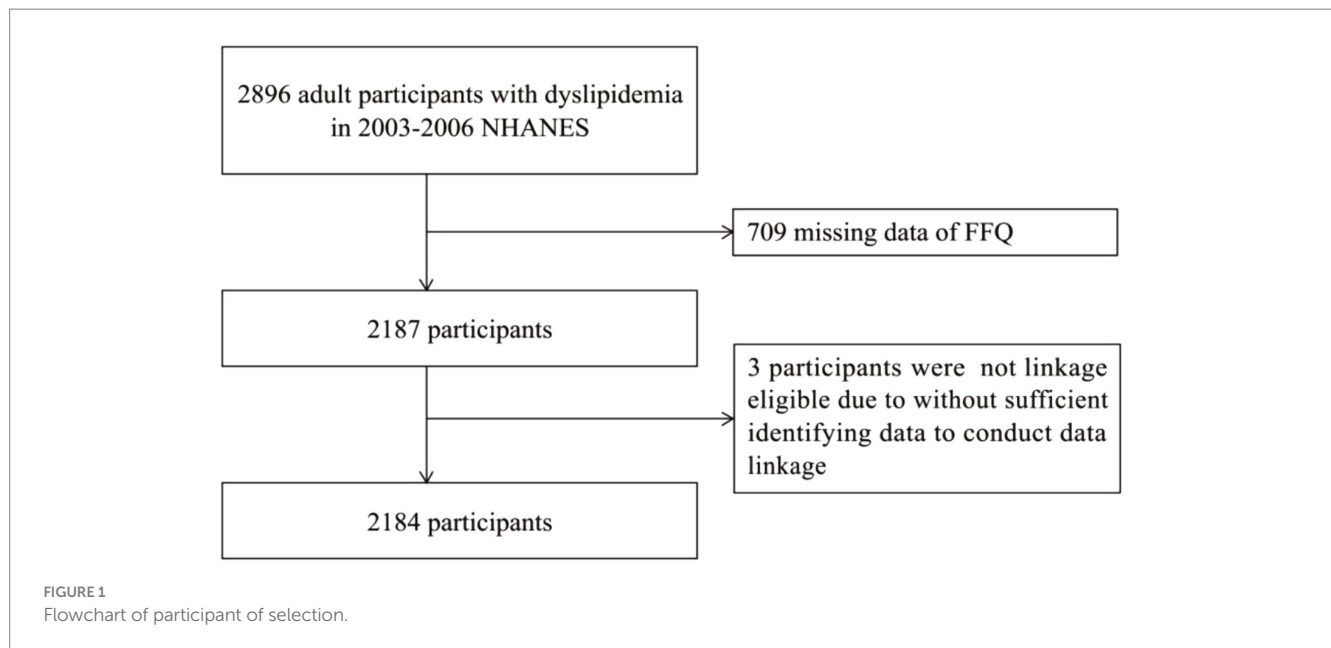 2896 adult participants with dyslipidemia
in 2003-2006 NHANES
709 missing data of FFQ
2187 participants
3 participants were not linkage
eligible due to without sufficient
identifying data to conduct data
linkage
2184 participants
FIGURE 1
Flowchart of participant of selection.